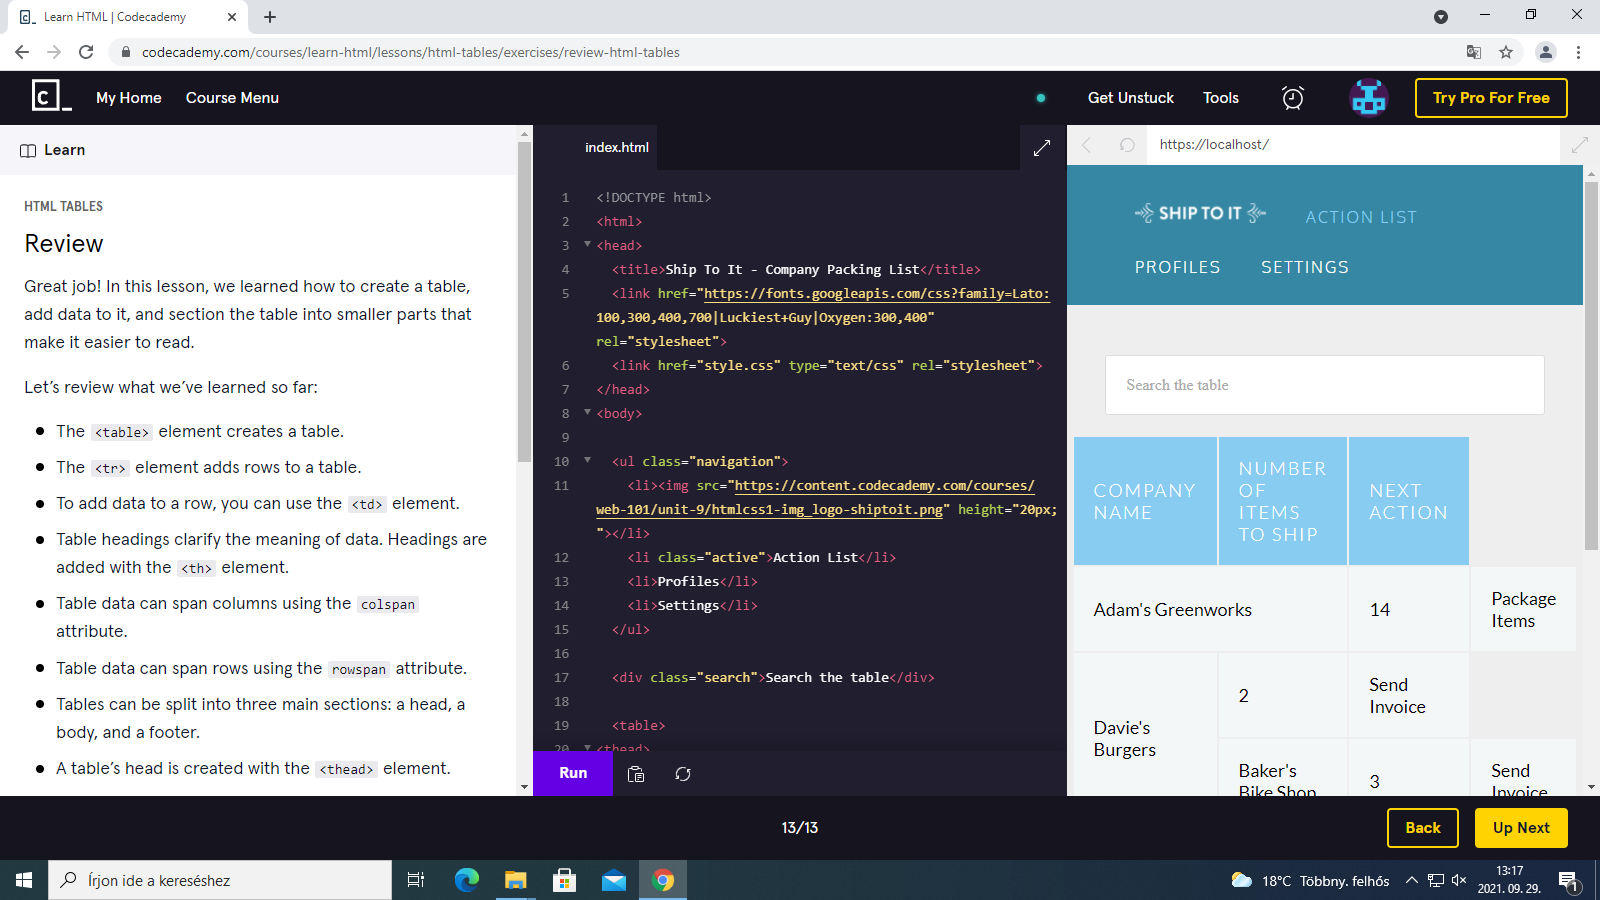 Learn HTML | Codecademy
codecademy.com/courses/learn-html/lessons/html-tables/exercises/review-html-tables
My Home
Course Menu
Get Unstuck
Tools
Try Pro For Free
Learn
HTML TABLES
Review
Great job! In this lesson, we learned how to create a table,
add data to it, and section the table into smaller parts that
make it easier to read.
Let's review what we've learned so far:
The <table> element creates a table.
The <tr> element adds rows to a table.
To add data to a row, you can use the <td> element.
Table headings clarify the meaning of data. Headings are
added with the <th> element.
Table data can span columns using the colspan
attribute.
Table data can span rows using the rowspan attribute.
Tables can be split into three main sections: a head, a
body, and a footer.
A table's head is created with the <thead> element.
index.html
1 <!DOCTYPE html>
2 <html>
3 <head>
4 <title>Ship To It - Company Packing List</title>
5 <link href="https://fonts.googleapis.com/css?family=Lato:
100,300,400,700|Luckiest+Guy|Oxygen:300,400"
rel="stylesheet">
6 <link href="style.css" type="text/css" rel="stylesheet">
7 </head>
8 <body>
9
10 <ul class="navigation">
11 <li><img src="https://content.codecademy.com/courses/
web-101/unit-9/htmlcss1-img_logo-shiptoit.png" height="20px;
"></li>
12 <li class="active">Action List</li>
13 <li>Profiles</li>
14 <li>Settings</li>
15 </ul>
16
17 <div class="search">Search the table</div>
18
19 <table>
20 <thead>
Run
https://localhost/
SHIP TO IT
ACTION LIST
PROFILES
SETTINGS
Search the table
COMPANY
NAME
NUMBER
OF
ITEMS
TO SHIP
NEXT
ACTION
Adam's Greenworks
14
Package
Items
Davie's
Burgers
2
Send
Invoice
Baker's
Bike Shop
3
Send
Invoice
13/13
Back
Up Next
Írjon ide a kereséshez
18°C Többny. felhős
13:17
2021. 09. 29.
1